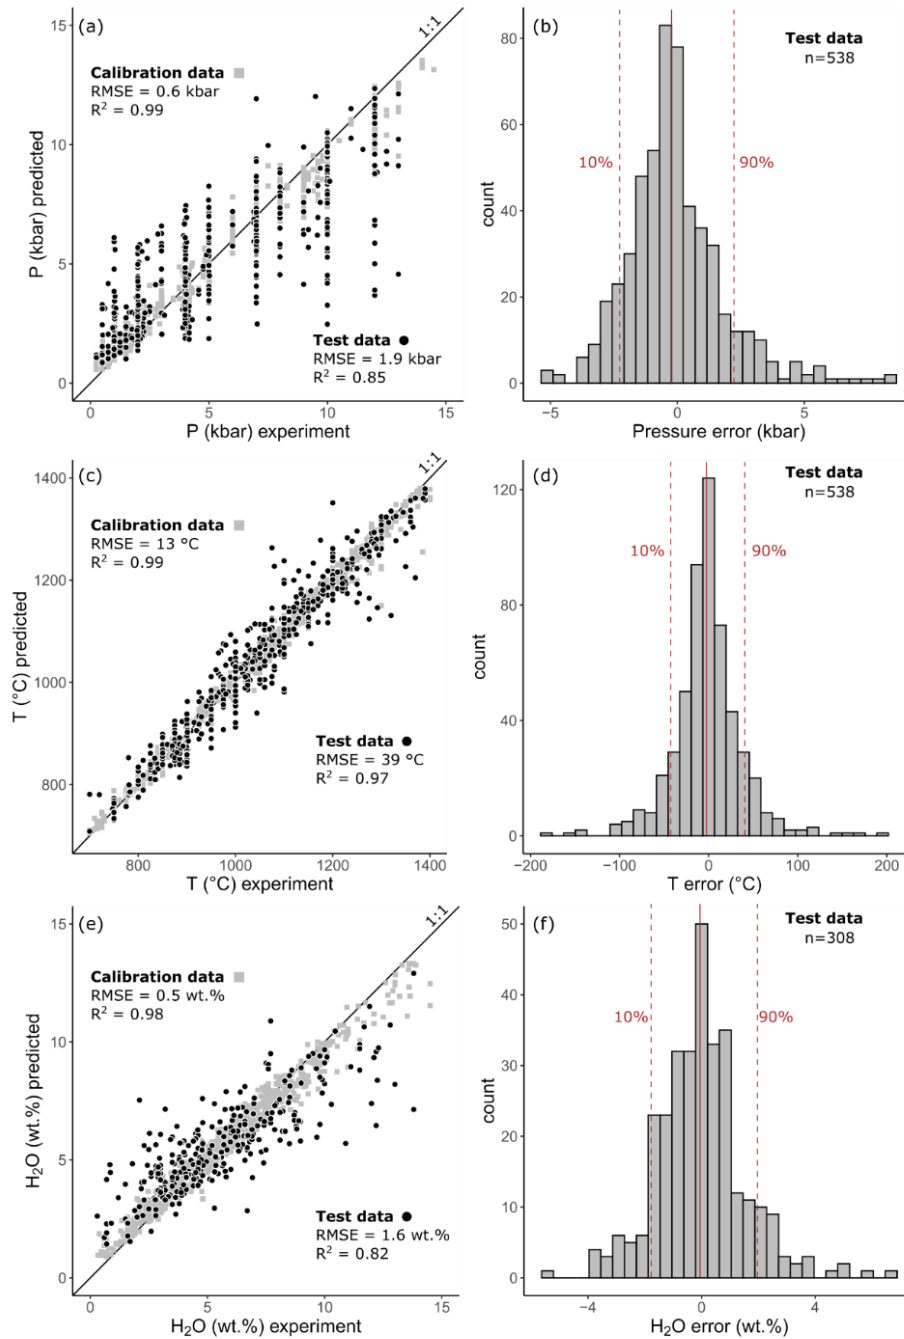 (a)
1:1
Calibration data
RMSE = 0.6 kbar
R² = 0.99
Test data
RMSE = 1.9 kbar
R² = 0.85
15
10
5
0
P (kbar) predicted
0 5 10 15
P (kbar) experiment
(b)
Test data
n=538
10%
90%
80
60
40
20
0
count
-5 0 5
Pressure error (kbar)
(c)
1:1
Calibration data
RMSE = 13 °C
R² = 0.99
Test data
RMSE = 39 °C
R² = 0.97
1400
1200
1000
800
T (°C) predicted
800 1000 1200 1400
T (°C) experiment
(d)
Test data
n=538
10%
90%
120
80
40
0
count
−200 −100 0 100 200
T error (°C)
(e)
1:1
Calibration data
RMSE = 0.5 wt.%
R² = 0.98
Test data
RMSE = 1.6 wt.%
R² = 0.82
15
10
5
0
H₂O (wt.%) predicted
0 5 10 15
H₂O (wt.%) experiment
(f)
Test data
n=308
10%
90%
50
40
30
20
10
0
count
−4 0 4
H₂O error (wt.%)